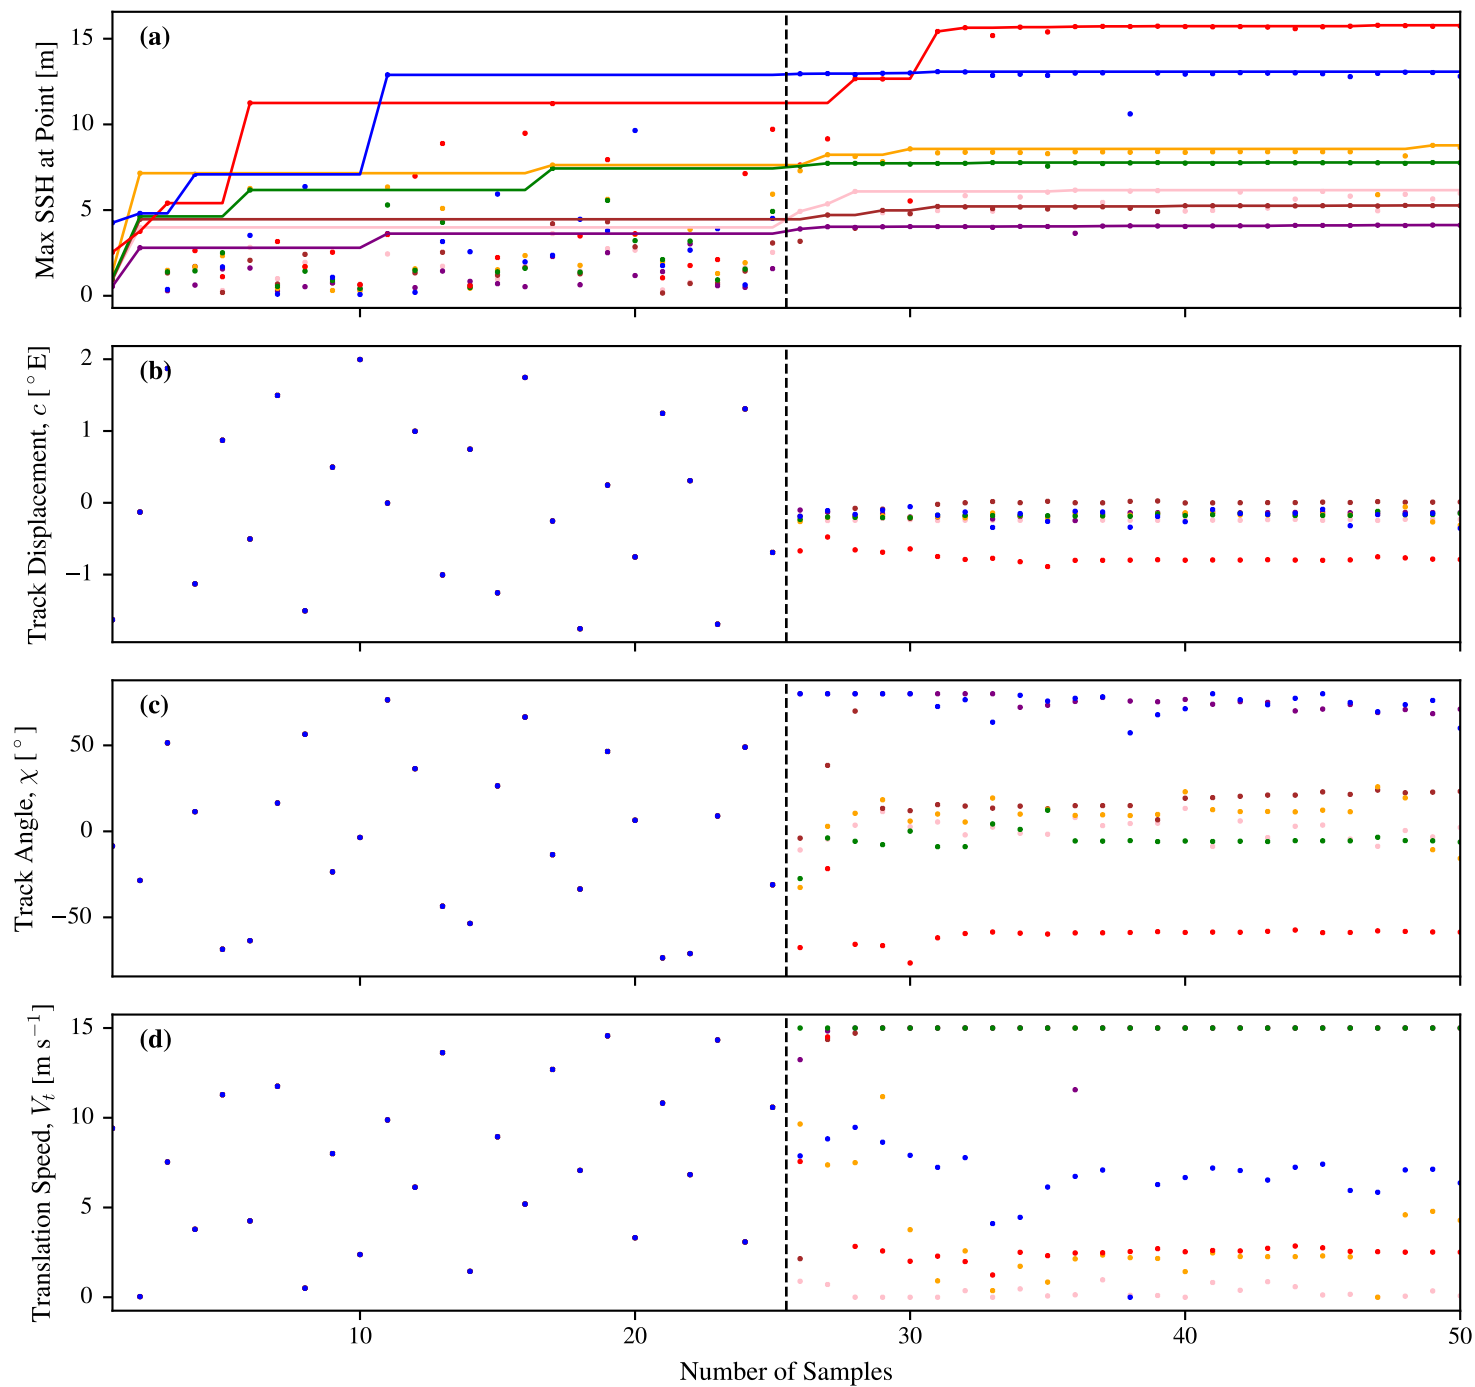 (a)
Max SSH at Point [m]
15
10
5
0
(b)
Track Displacement, c [°E]
2
1
0
−1
(c)
Track Angle, χ [°]
50
0
−50
(d)
Translation Speed, V_t [m s⁻¹]
15
10
5
0
10 20 30 40 50
Number of Samples